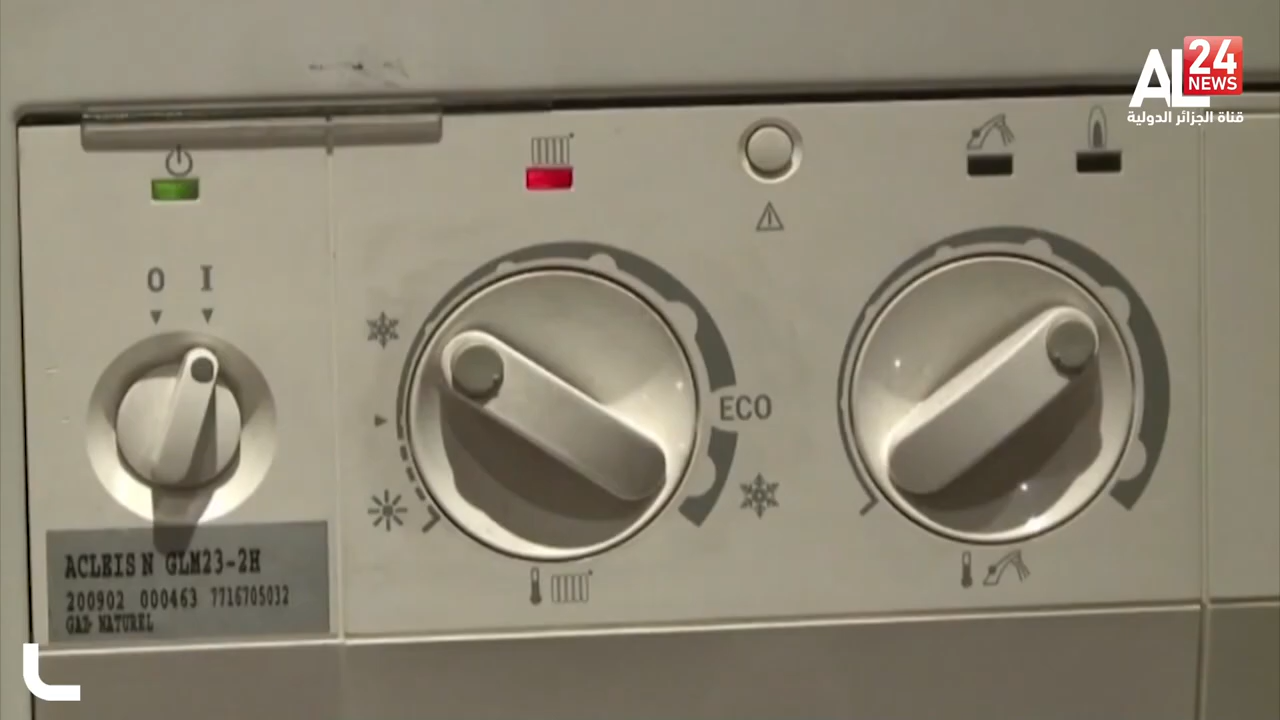 AL
24
NEWS
قناة الجزائر الدولية
O I
ECO
ACLEIS N GLM23-2H
200902 000463 7716705032
GAZ NATUREL